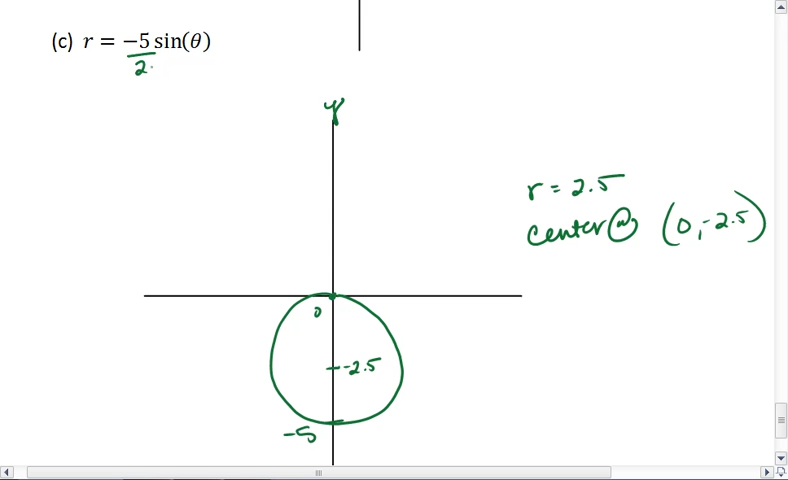 (c) r = −5 sin(θ)
2
y
r = 2.5
center @ (0, -2.5)
0
-2.5
-5